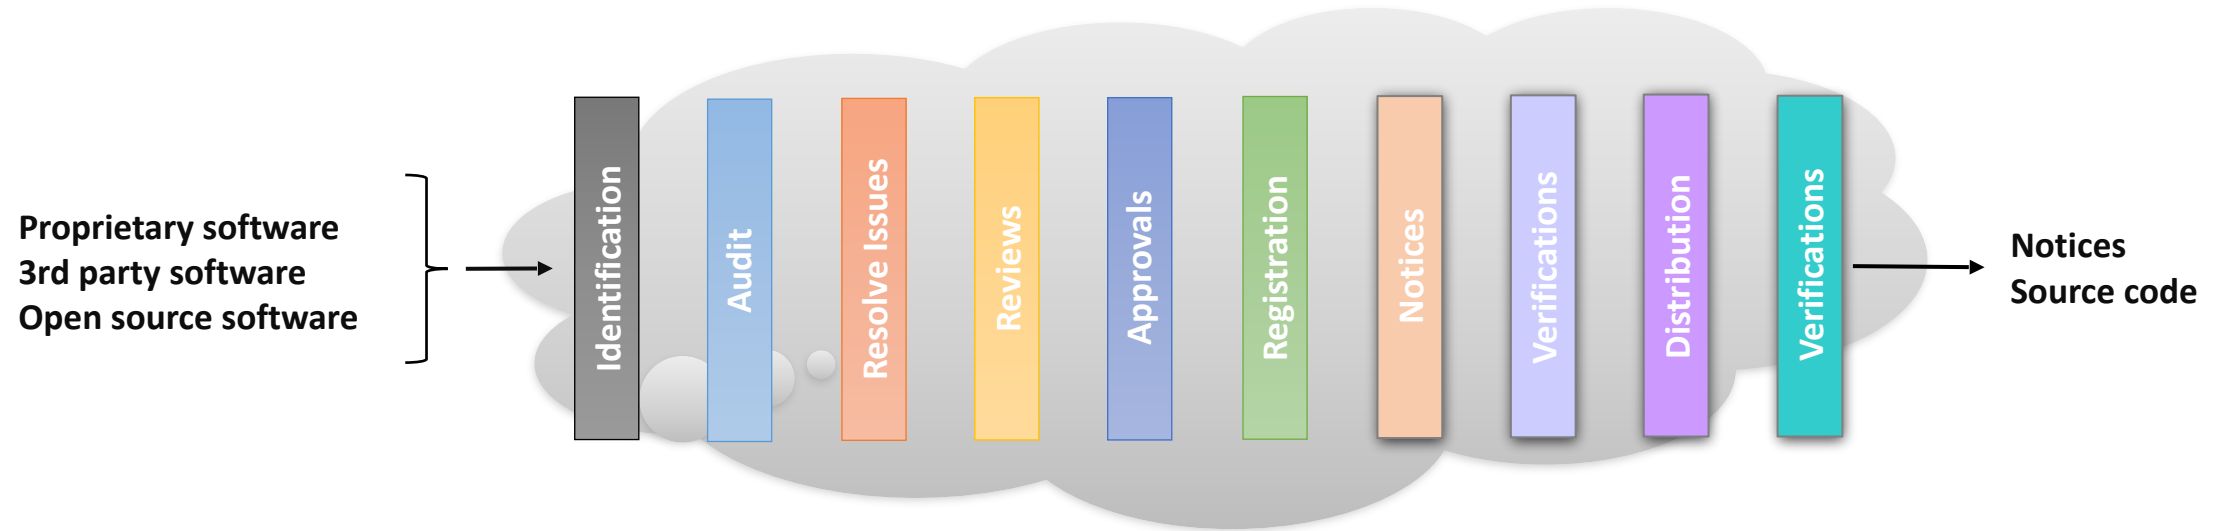 Proprietary software
3rd party software
Open source software
Identification
Audit
Resolve Issues
Reviews
Approvals
Registration
Notices
Verifications
Distribution
Verifications
Notices
Source code